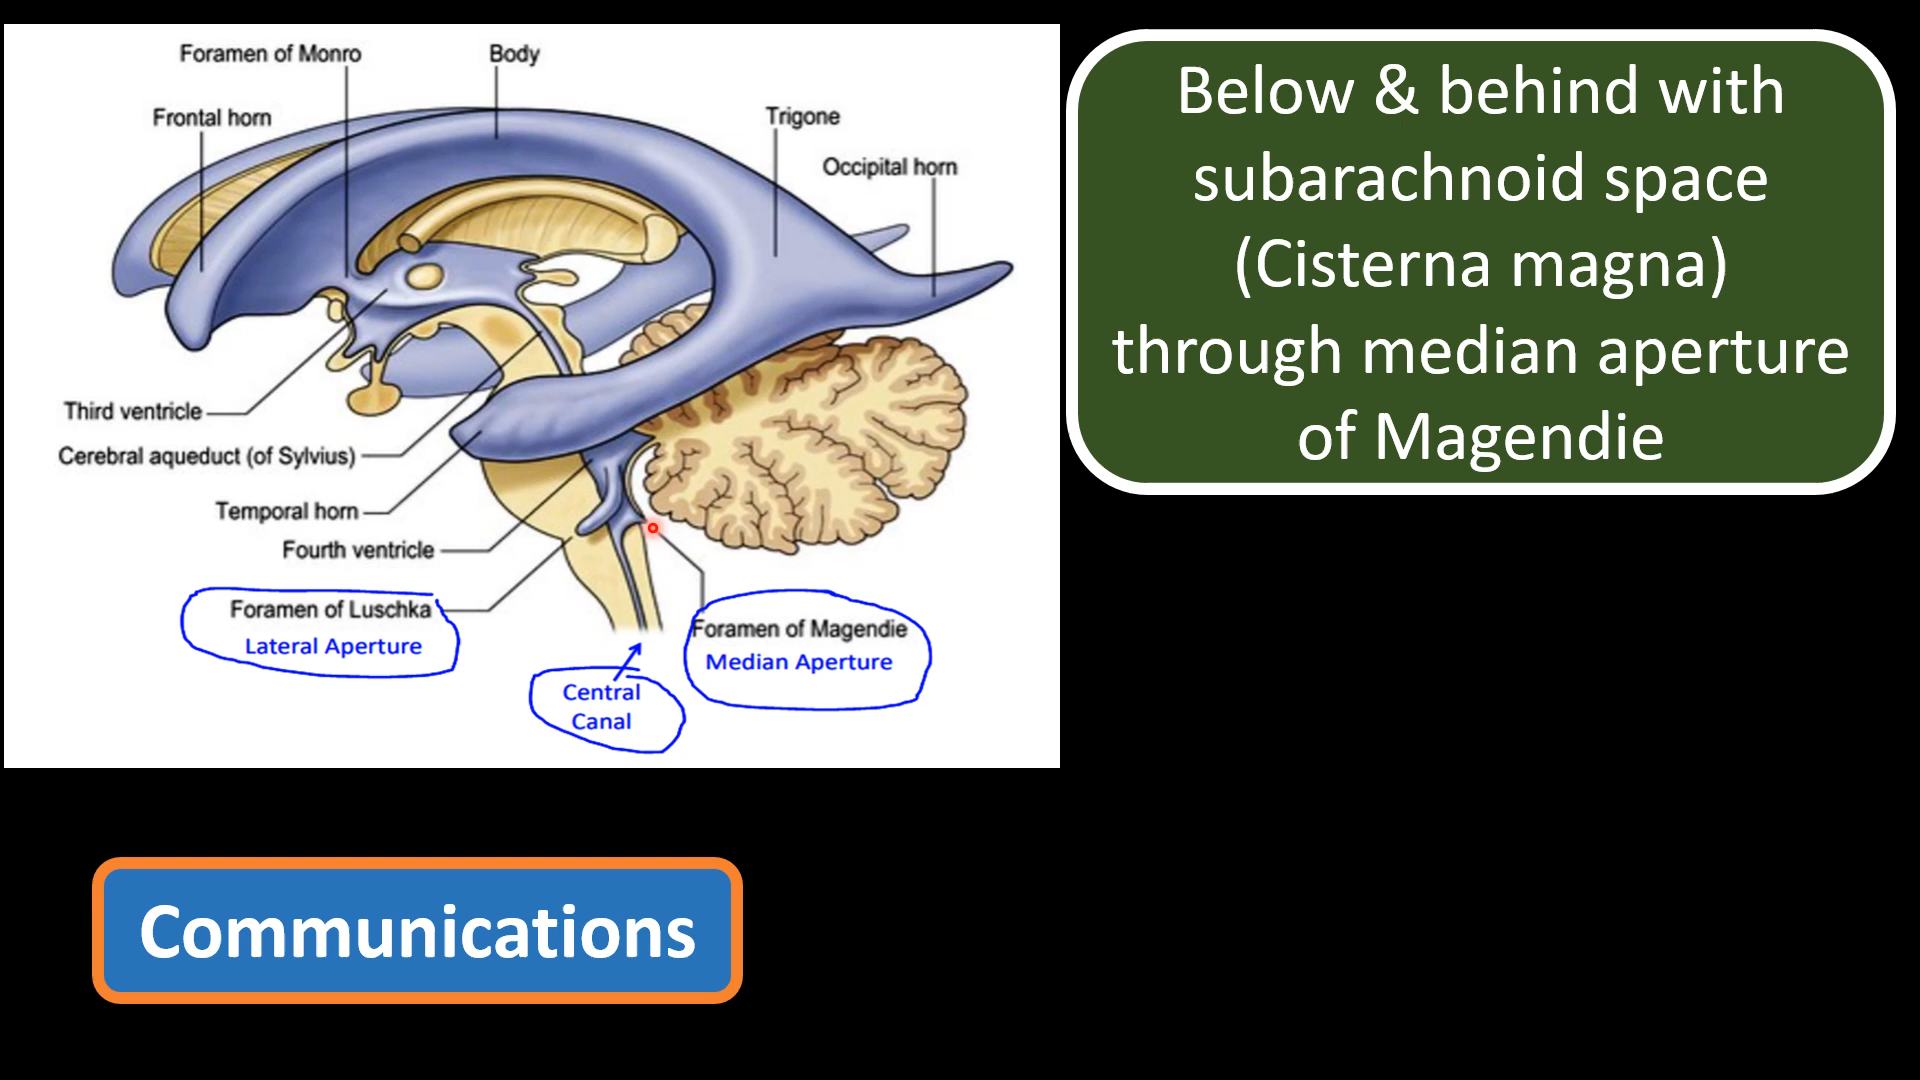 Foramen of Monro
Body
Frontal horn
Trigone
Occipital horn
Third ventricle
Cerebral aqueduct (of Sylvius)
Temporal horn
Fourth ventricle
Foramen of Luschka
Lateral Aperture
Foramen of Magendie
Median Aperture
Central
Canal
Below & behind with
subarachnoid space
(Cisterna magna)
through median aperture
of Magendie
Communications